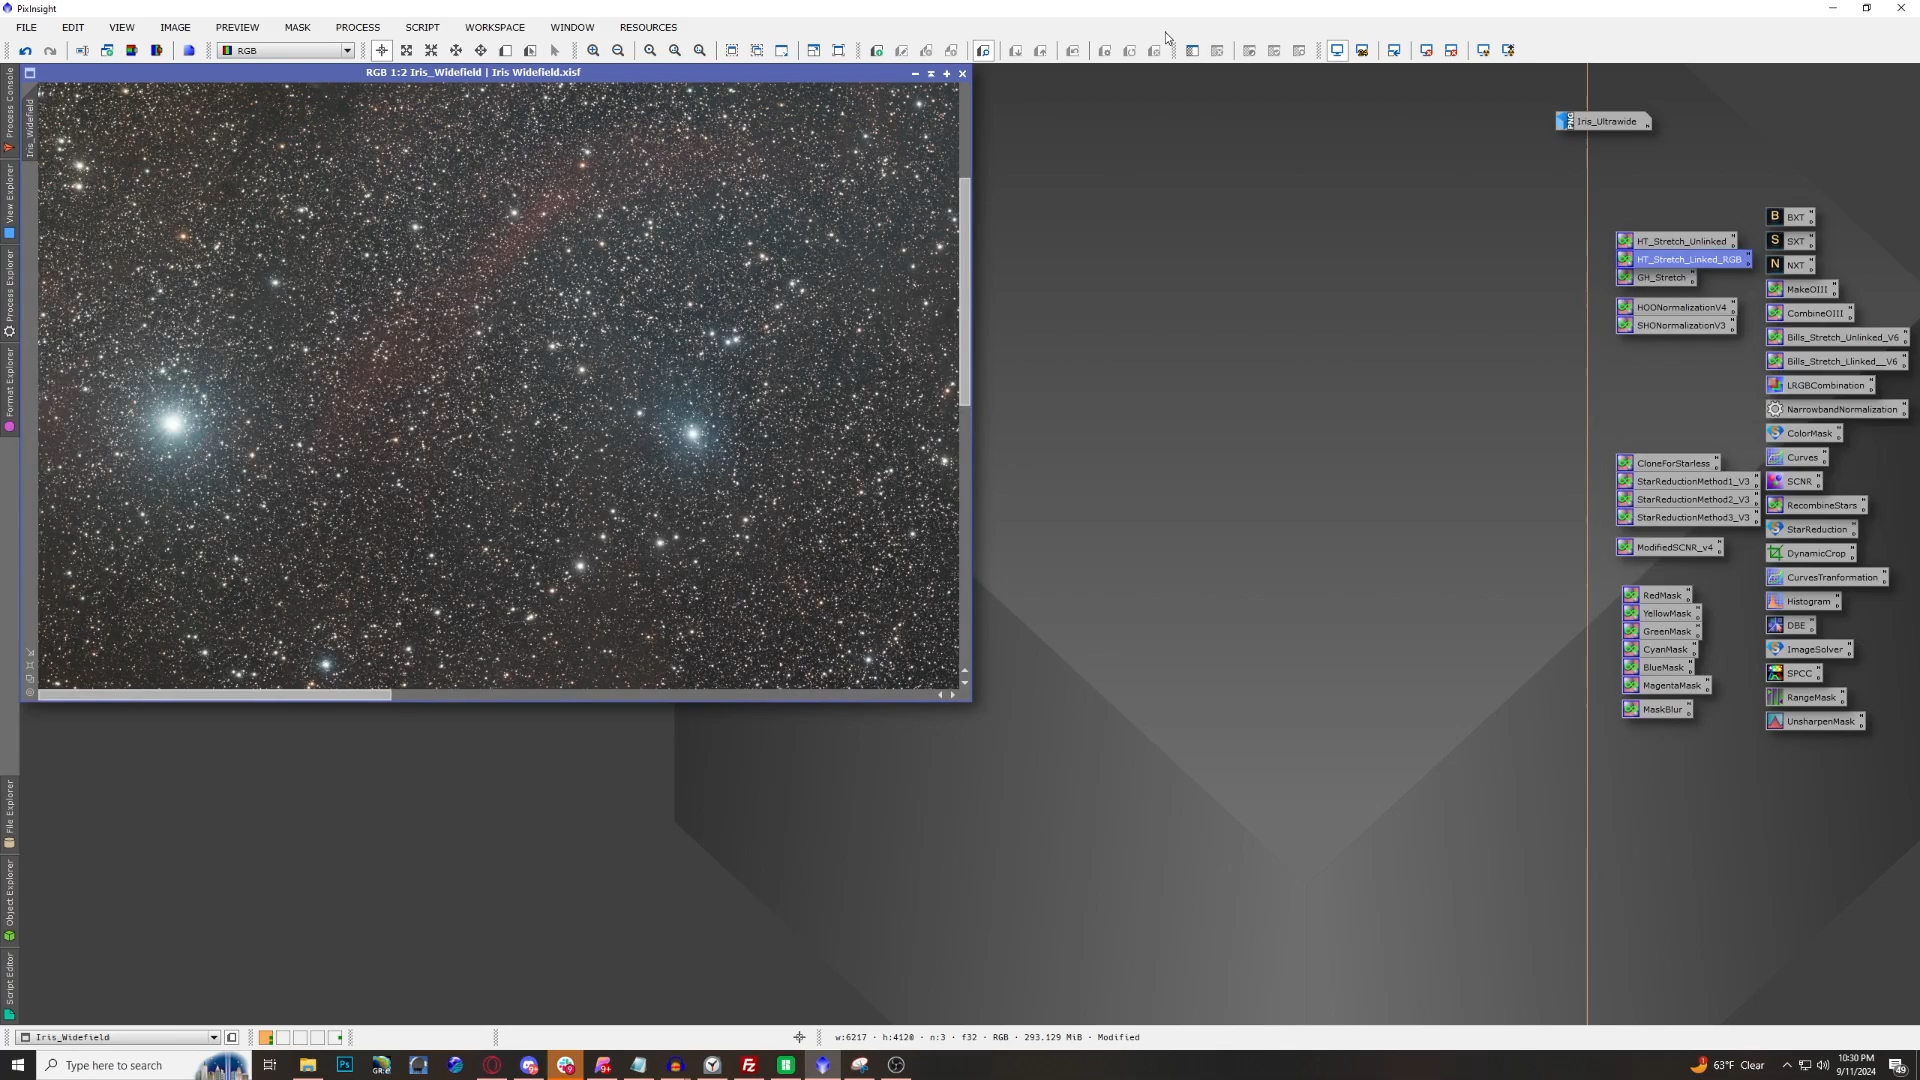 PixInsight
FILE EDIT VIEW IMAGE PREVIEW MASK PROCESS SCRIPT WORKSPACE WINDOW RESOURCES
RGB
RGB 1:2 Iris_Widefield | Iris Widefield.xisf
Process Console
View Explorer
Process Explorer
Format Explorer
File Explorer
Object Explorer
Script Editor
Iris_Widefield
Iris_Ultrawide
HT_Stretch_Unlinked
HT_Stretch_Linked_RGB
GH_Stretch
HOONormalizationV4
SHONormalizationV3
CloneForStarless
StarReductionMethod1_V3
StarReductionMethod2_V3
StarReductionMethod3_V3
ModifiedSCNR_v4
RedMask
YellowMask
GreenMask
CyanMask
BlueMask
MagentaMask
MaskBlur
BXT
SXT
NXT
MakeOIII
CombineOIII
Bills_Stretch_Unlinked_V6
Bills_Stretch_Llinked__V6
LRGBCombination
NarrowbandNormalization
ColorMask
Curves
SCNR
RecombineStars
StarReduction
DynamicCrop
CurvesTranformation
Histogram
DBE
ImageSolver
SPCC
RangeMask
UnsharpenMask
Iris_Widefield
w:6217 · h:4120 · n:3 · f32 · RGB · 293.129 MiB · Modified
Type here to search
63°F Clear
10:30 PM
9/11/2024
49